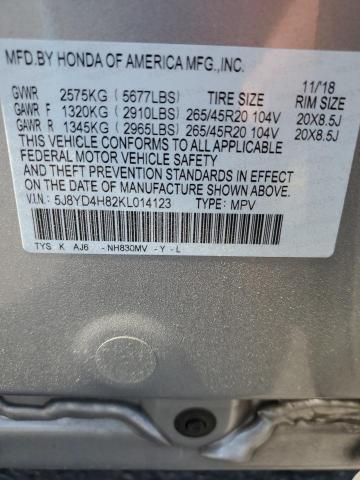 MFD.BY HONDA OF AMERICA MFG.,INC.
11/'18
GVWR 2575KG ( 5677LBS) TIRE SIZE RIM SIZE
GAWR F 1320KG ( 2910LBS) 265/45R20 104V 20X8.5J
GAWR R 1345KG ( 2965LBS) 265/45R20 104V 20X8.5J
THIS VEHICLE CONFORMS TO ALL APPLICABLE
FEDERAL MOTOR VEHICLE SAFETY
AND THEFT PREVENTION STANDARDS IN EFFECT ON THE
DATE OF MANUFACTURE SHOWN ABOVE.
V.I.N: 5J8YD4H82KL014123 TYPE: MPV
TYS K AJ6 -NH830MV -Y -L